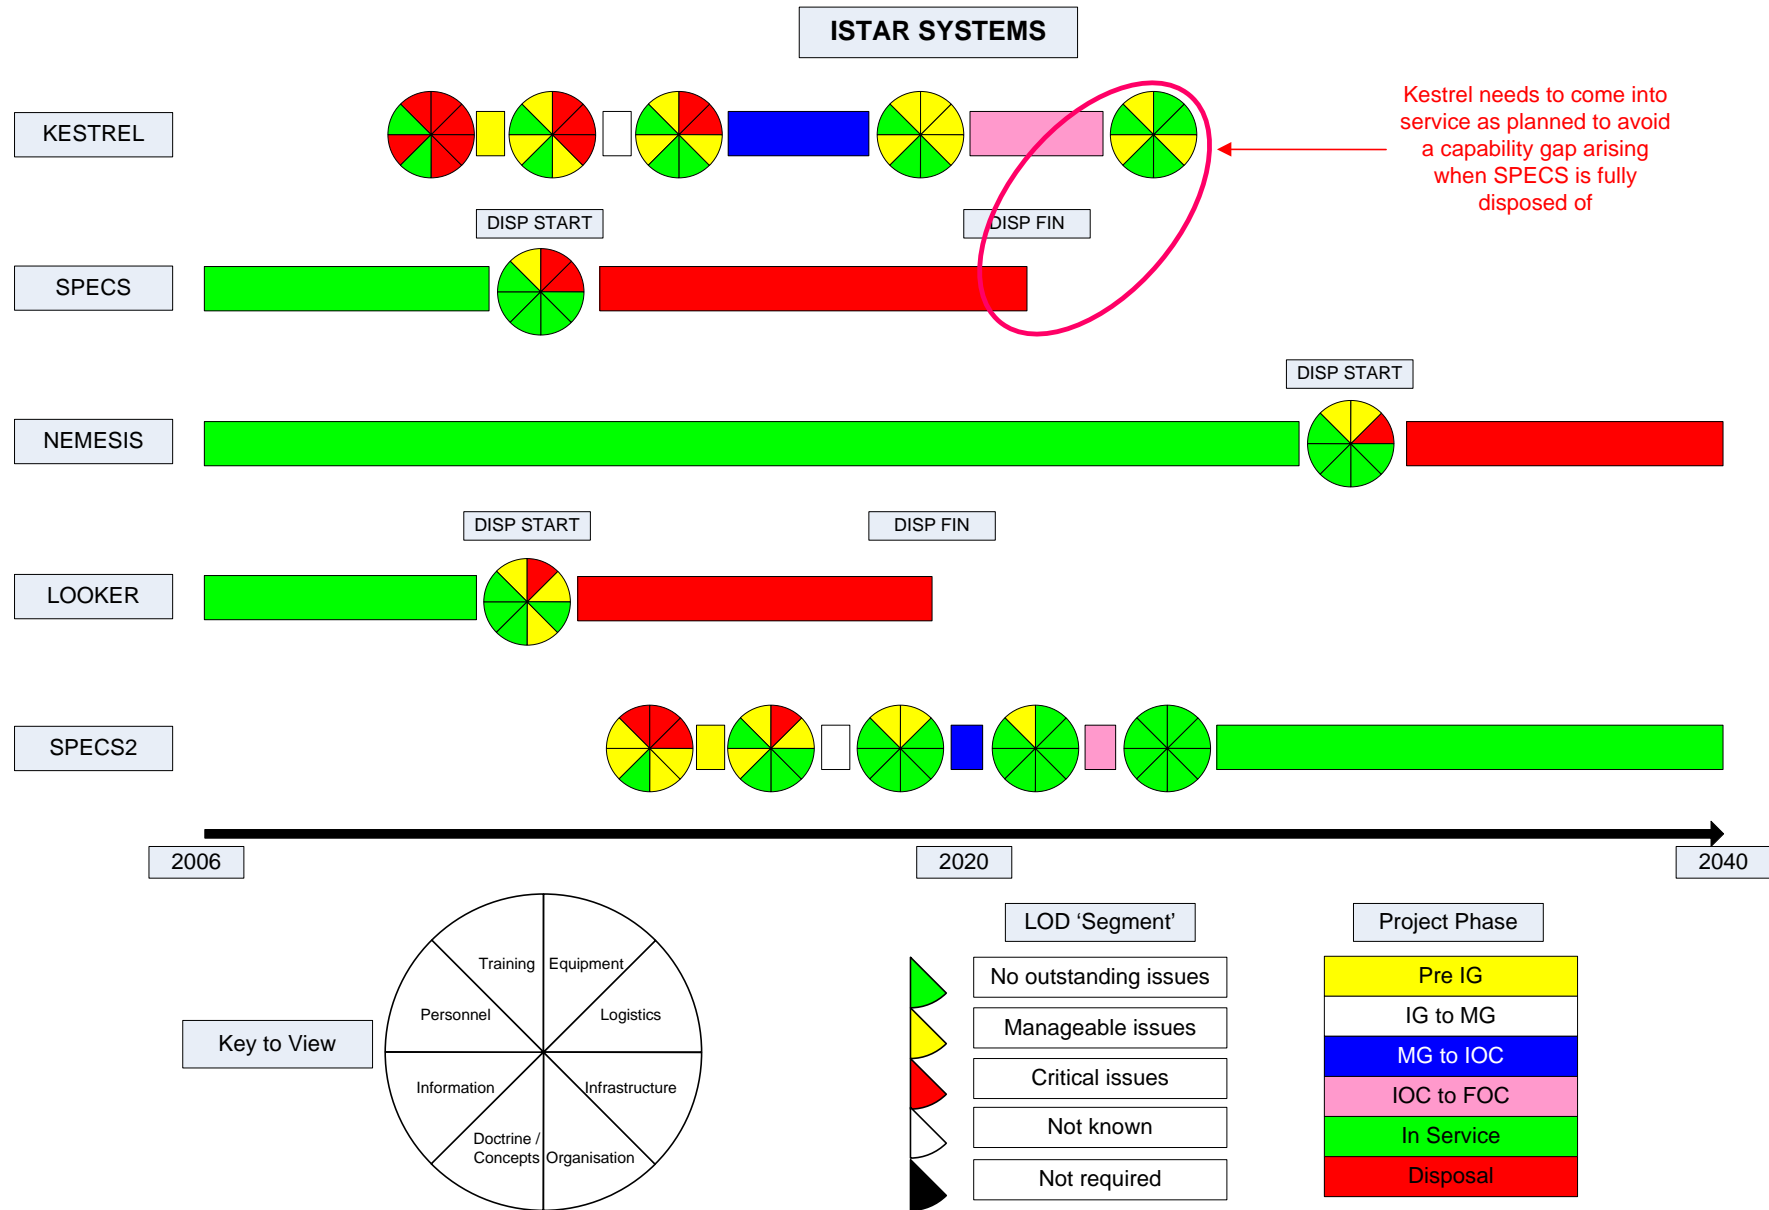 ISTAR SYSTEMS
KESTREL
Kestrel needs to come into
service as planned to avoid
a capability gap arising
when SPECS is fully
disposed of
DISP START
DISP FIN
SPECS
DISP START
NEMESIS
DISP START
DISP FIN
LOOKER
SPECS2
2006
2020
2040
Key to View
Training
Equipment
Personnel
Logistics
Information
Infrastructure
Doctrine /
Concepts
Organisation
LOD ‘Segment’
No outstanding issues
Manageable issues
Critical issues
Not known
Not required
Project Phase
Pre IG
IG to MG
MG to IOC
IOC to FOC
In Service
Disposal